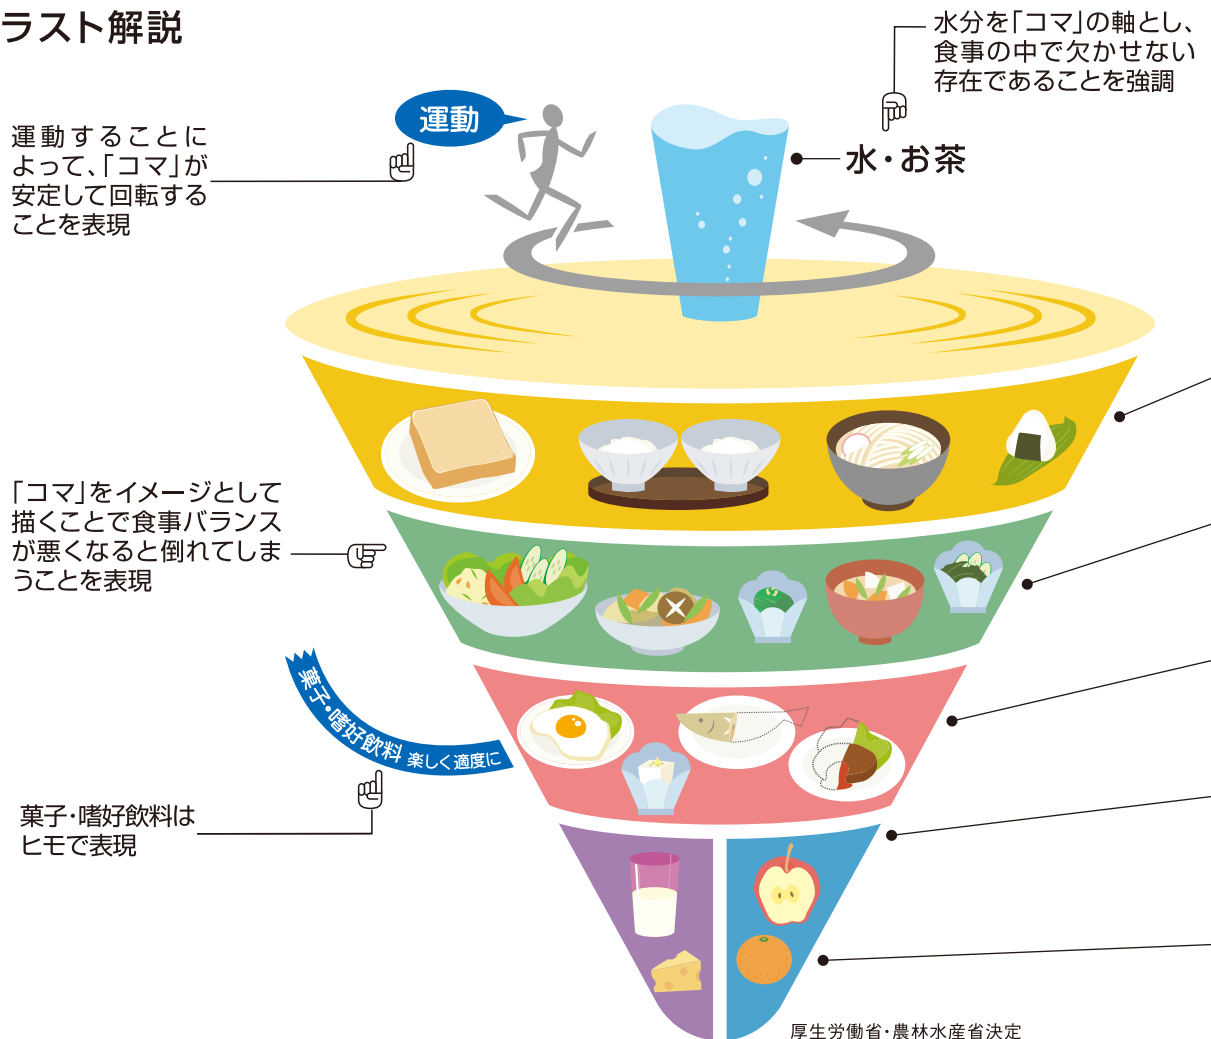 ラスト解説
水分を「コマ」の軸とし、
食事の中で欠かせない
存在であることを強調
運動
水・お茶
運動することに
よって、「コマ」が
安定して回転する
ことを表現
「コマ」をイメージとして
描くことで食事バランス
が悪くなると倒れてしま
うことを表現
菓子・嗜好飲料 楽しく適度に
菓子・嗜好飲料は
ヒモで表現
厚生労働省・農林水産省決定